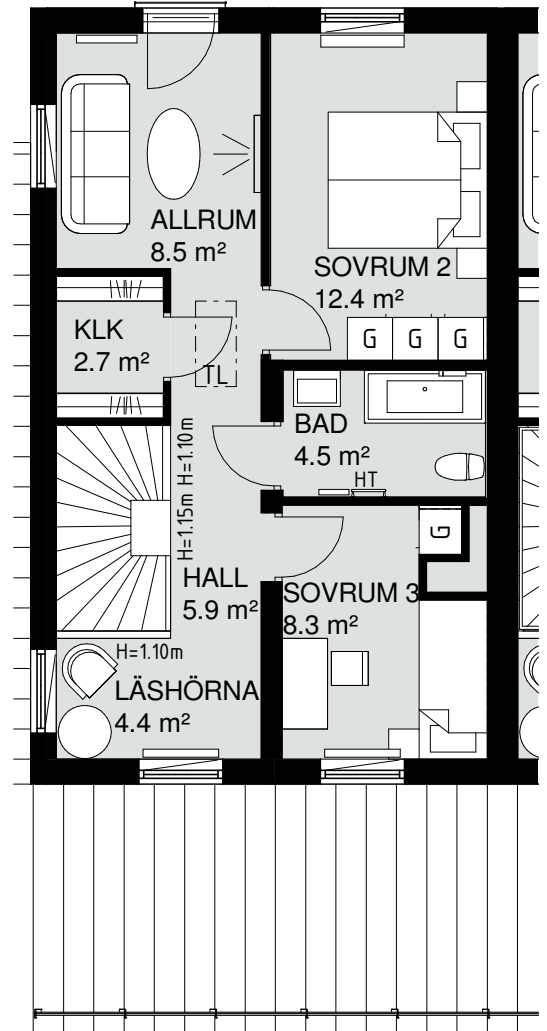 ALLRUM
8.5 m²
SOVRUM 2
12.4 m²
G G G
KLK
2.7 m²
TL
BAD
4.5 m²
HT
H=1.15m H=1.10m
G
HALL
5.9 m²
SOVRUM 3
8.3 m²
H=1.10m
LÄSHÖRNA
4.4 m²